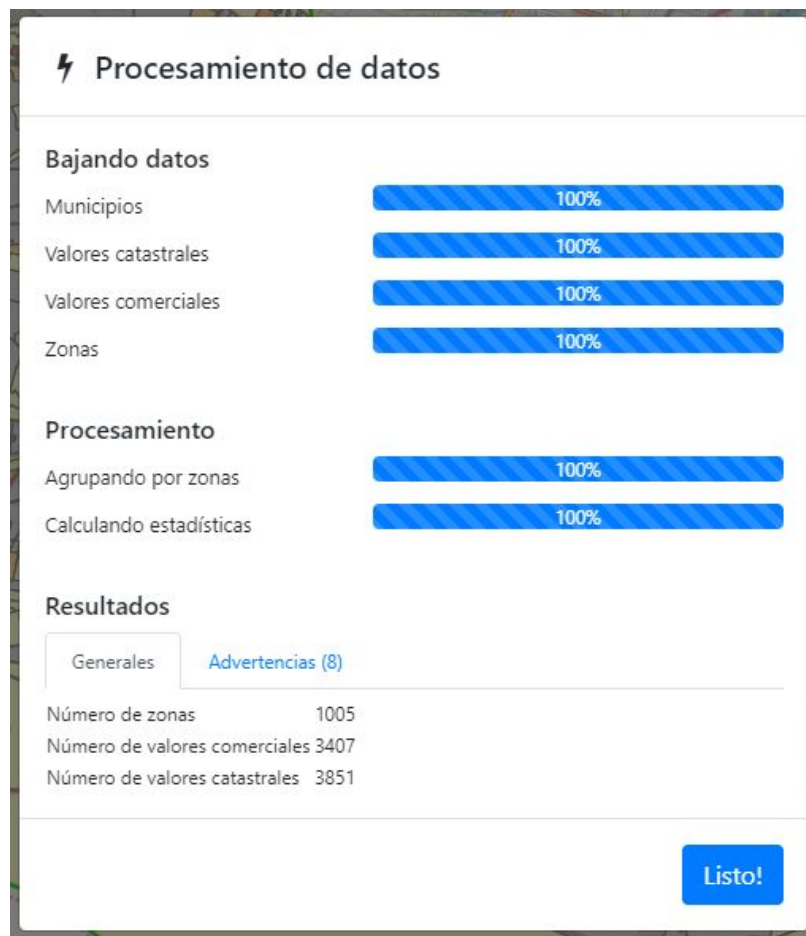 Procesamiento de datos
Bajando datos
Municipios 100%
Valores catastrales 100%
Valores comerciales 100%
Zonas 100%
Procesamiento
Agrupando por zonas 100%
Calculando estadísticas 100%
Resultados
Generales Advertencias (8)
Número de zonas 1005
Número de valores comerciales 3407
Número de valores catastrales 3851
Listo!